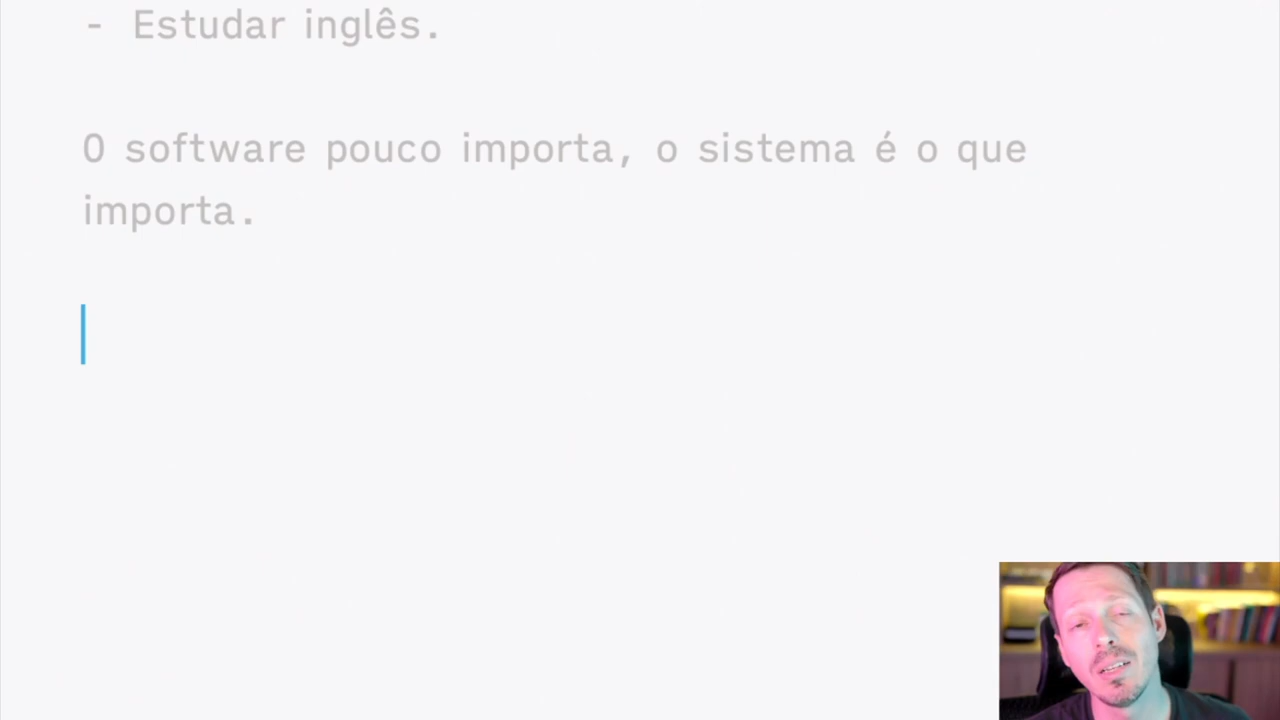 - Estudar inglês.
O software pouco importa, o sistema é o que
importa.